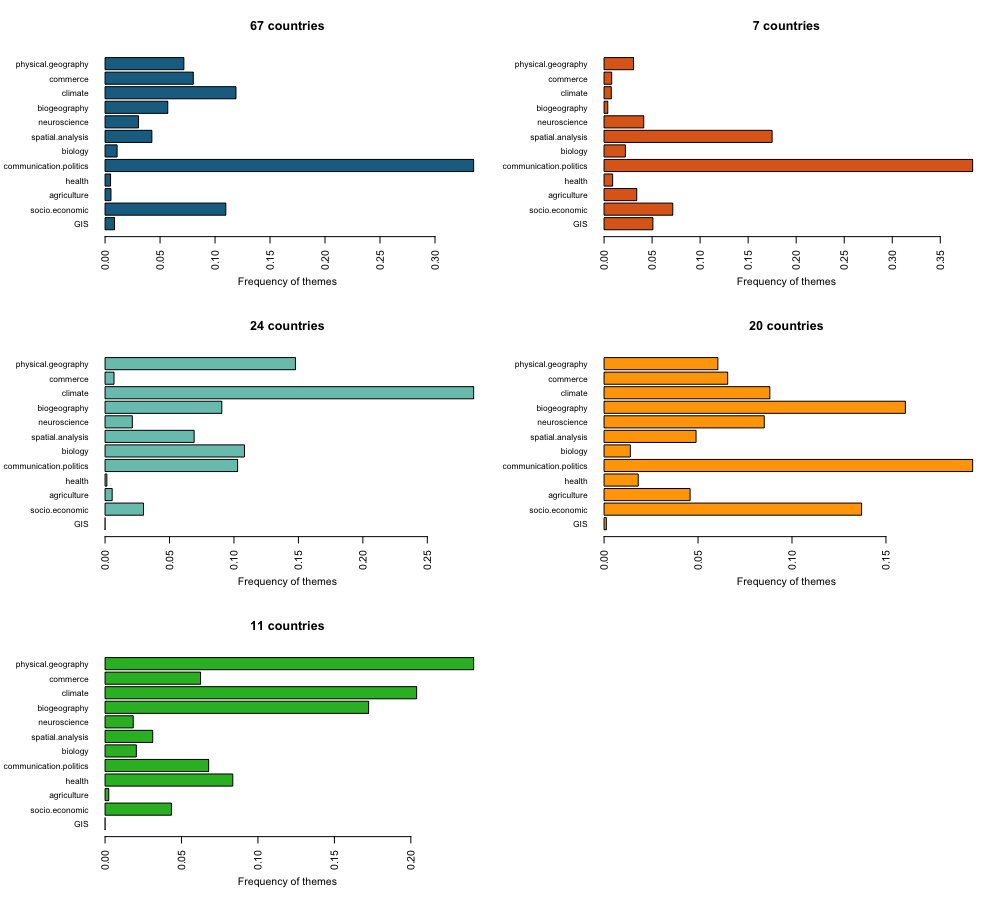 67 countries
physical.geography
commerce
climate
biogeography
neuroscience
spatial.analysis
biology
communication.politics
health
agriculture
socio.economic
GIS
0.00 0.05 0.10 0.15 0.20 0.25 0.30
Frequency of themes
7 countries
physical.geography
commerce
climate
biogeography
neuroscience
spatial.analysis
biology
communication.politics
health
agriculture
socio.economic
GIS
0.00 0.05 0.10 0.15 0.20 0.25 0.30 0.35
Frequency of themes
24 countries
physical.geography
commerce
climate
biogeography
neuroscience
spatial.analysis
biology
communication.politics
health
agriculture
socio.economic
GIS
0.00 0.05 0.10 0.15 0.20 0.25
Frequency of themes
20 countries
physical.geography
commerce
climate
biogeography
neuroscience
spatial.analysis
biology
communication.politics
health
agriculture
socio.economic
GIS
0.00 0.05 0.10 0.15
Frequency of themes
11 countries
physical.geography
commerce
climate
biogeography
neuroscience
spatial.analysis
biology
communication.politics
health
agriculture
socio.economic
GIS
0.00 0.05 0.10 0.15 0.20
Frequency of themes